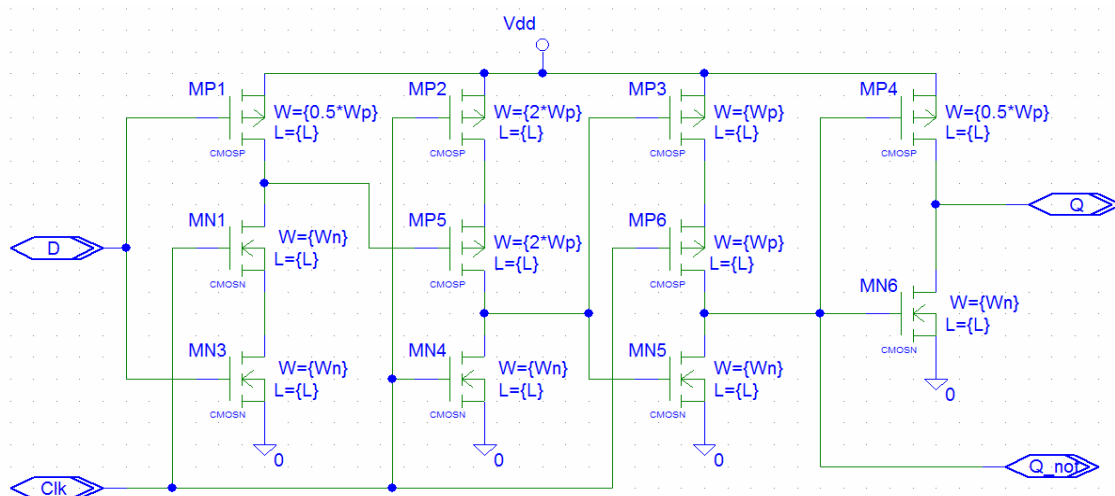 Vdd
MP1
W={0.5*Wp}
L={L}
CMOSP
MP2
W={2*Wp}
L={L}
CMOSP
MP3
W={Wp}
L={L}
CMOSP
MP4
W={0.5*Wp}
L={L}
CMOSP
D
MN1
W={Wn}
L={L}
CMOSN
MP5
W={2*Wp}
L={L}
CMOSP
MP6
W={Wp}
L={L}
CMOSP
Q
MN6
W={Wn}
L={L}
CMOSN
0
MN3
W={Wn}
L={L}
CMOSN
0
MN4
W={Wn}
L={L}
CMOSN
0
MN5
W={Wn}
L={L}
CMOSN
0
Clk
Q_not